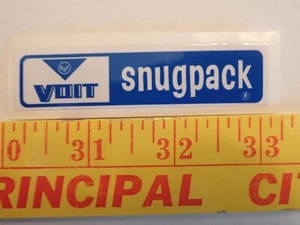 VOIT snugpack ®
0 31 32 33
RINCIPAL CI